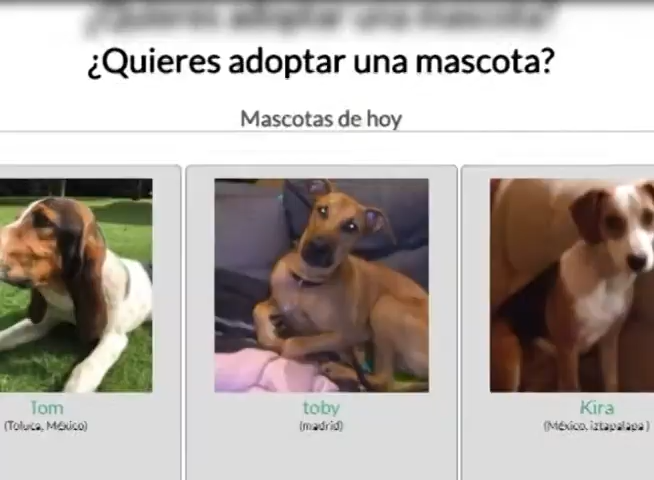 ¿Quieres adoptar una mascota?
Mascotas de hoy
Tom
(Toluca, México)
toby
(madrid)
Kira
(México, iztapalapa )